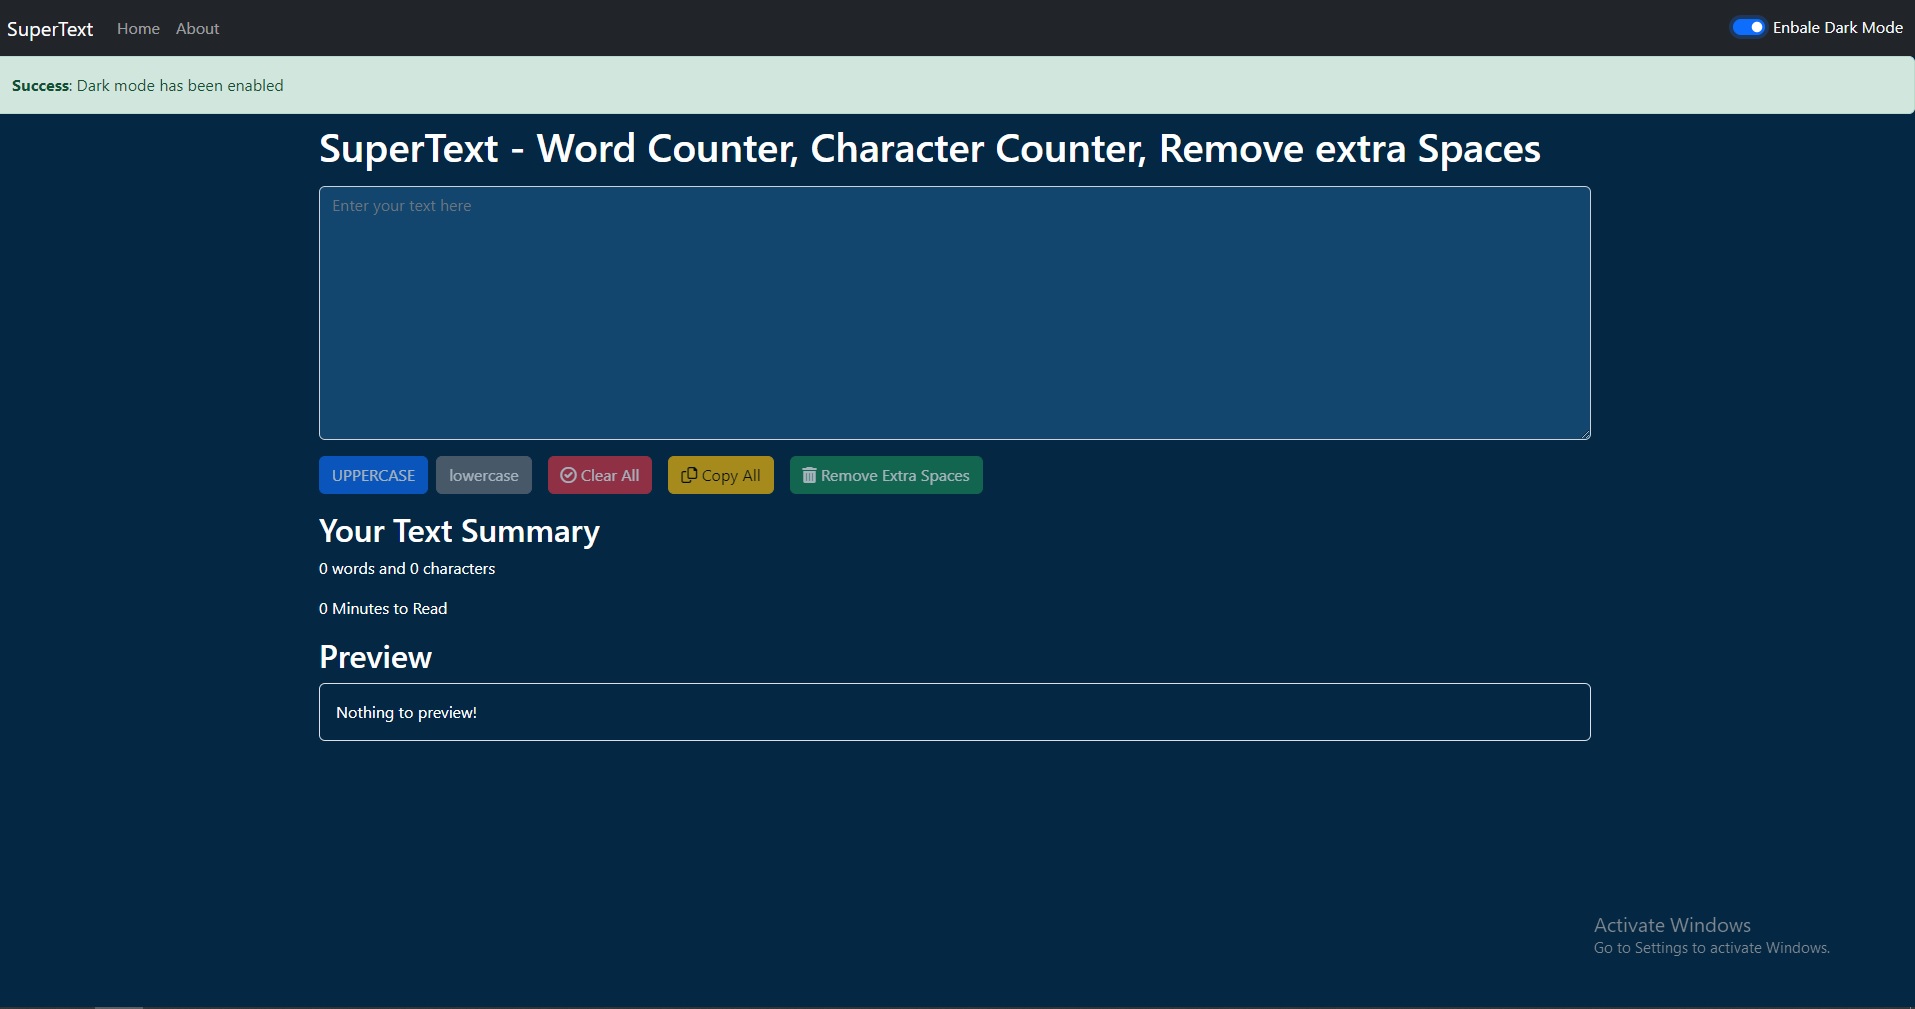 SuperText Home About Enbale Dark Mode
Success: Dark mode has been enabled
SuperText - Word Counter, Character Counter, Remove extra Spaces
Enter your text here
UPPERCASE lowercase Clear All Copy All Remove Extra Spaces
Your Text Summary
0 words and 0 characters
0 Minutes to Read
Preview
Nothing to preview!
Activate Windows
Go to Settings to activate Windows.